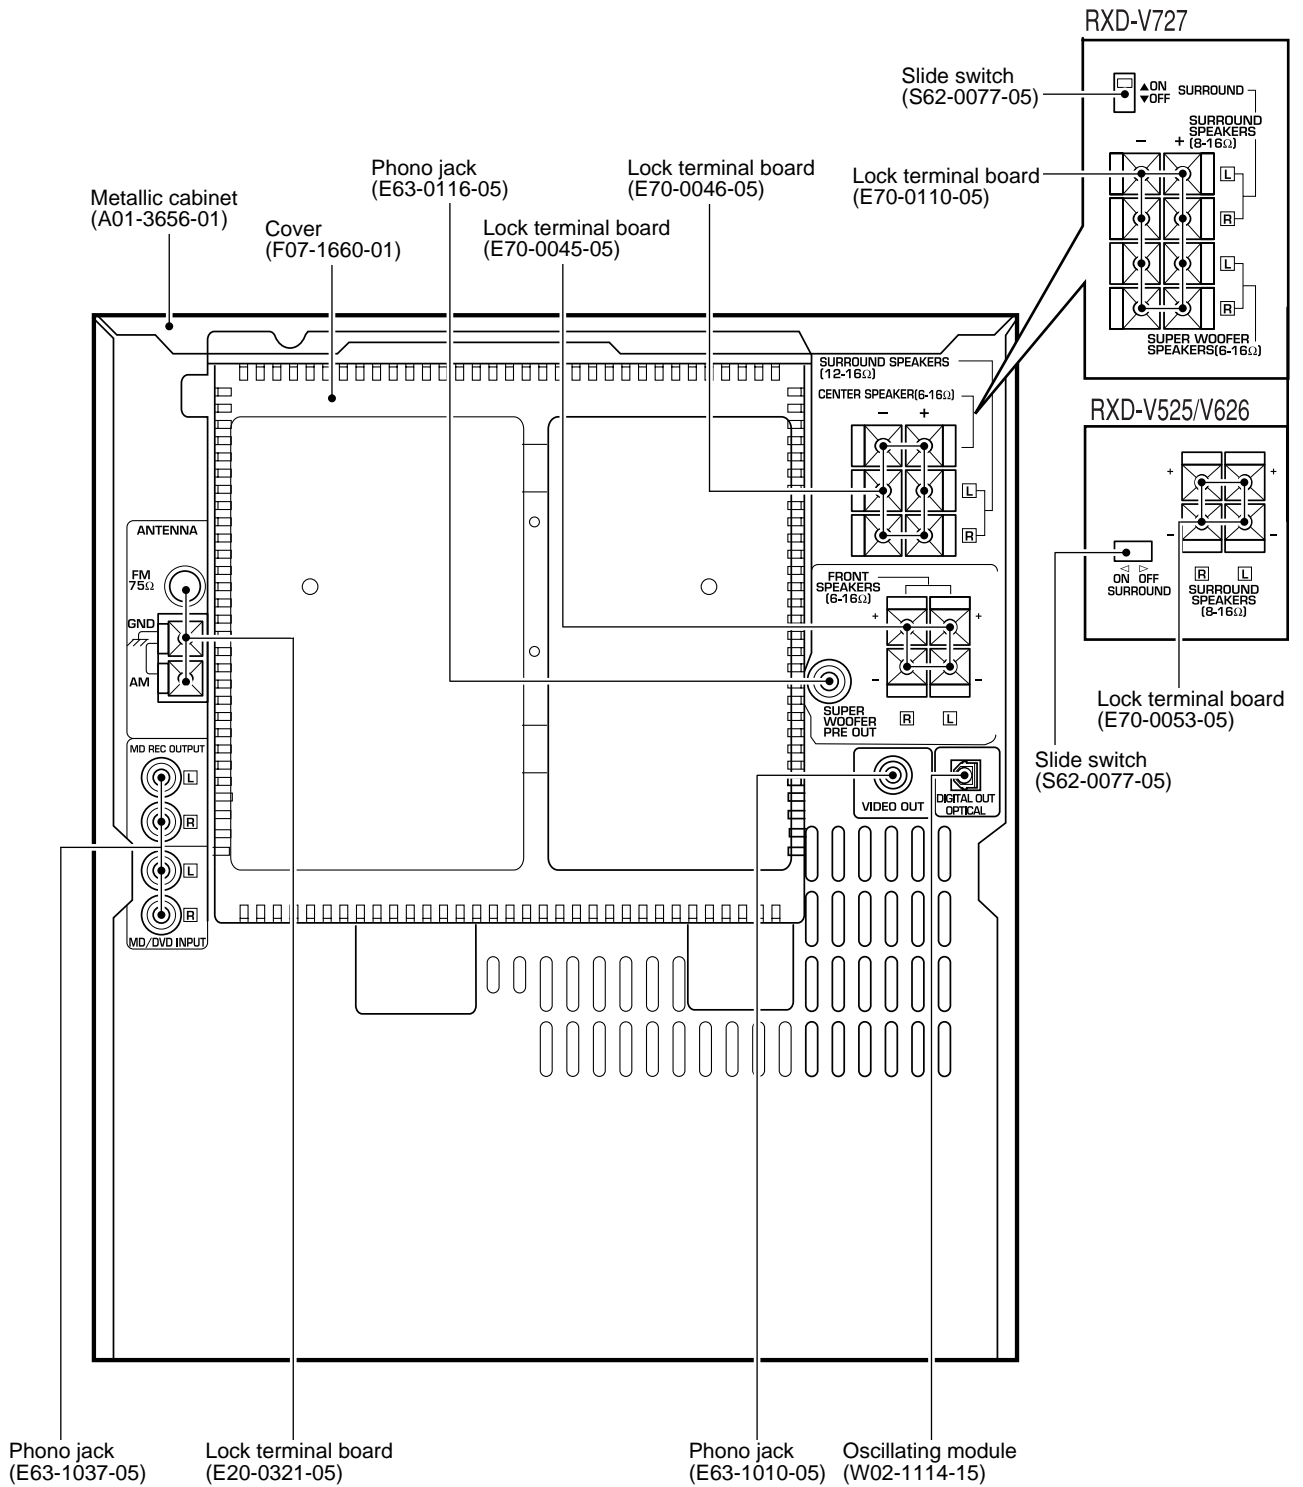 RXD-V727
Slide switch
(S62-0077-05)
▲ON
▼OFF
SURROUND
SURROUND
SPEAKERS
(8-16Ω)
− +
Lock terminal board
(E70-0110-05)
L
R
L
R
SUPER WOOFER
SPEAKERS(6-16Ω)
Phono jack
(E63-0116-05)
Lock terminal board
(E70-0046-05)
Metallic cabinet
(A01-3656-01)
Cover
(F07-1660-01)
Lock terminal board
(E70-0045-05)
SURROUND SPEAKERS
(12-16Ω)
CENTER SPEAKER(6-16Ω)
− +
L
R
RXD-V525/V626
+ +
− −
◁ ▷
ON OFF
SURROUND
R L
SURROUND
SPEAKERS
(8-16Ω)
Lock terminal board
(E70-0053-05)
Slide switch
(S62-0077-05)
ANTENNA
FM
75Ω
GND
AM
FRONT
SPEAKERS
(6-16Ω)
+ +
− −
SUPER
WOOFER
PRE OUT
R L
MD REC OUTPUT
L
R
L
R
MD/DVD INPUT
VIDEO OUT
DIGITAL OUT
OPTICAL
Phono jack
(E63-1037-05)
Lock terminal board
(E20-0321-05)
Phono jack
(E63-1010-05)
Oscillating module
(W02-1114-15)